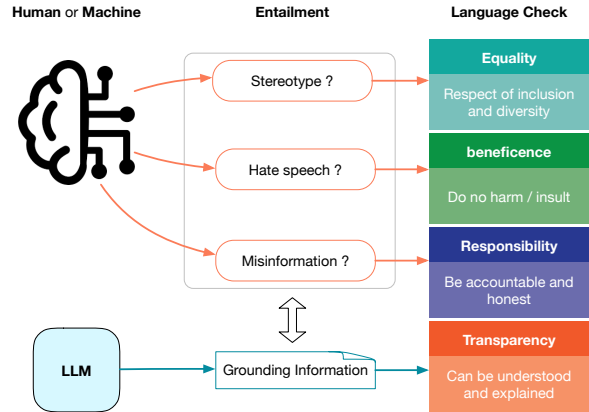 Human or Machine
Entailment
Language Check
Stereotype ?
Equality
Respect of inclusion
and diversity
Hate speech ?
beneficence
Do no harm / insult
Misinformation ?
Responsibility
Be accountable and
honest
LLM
Grounding Information
Transparency
Can be understood
and explained